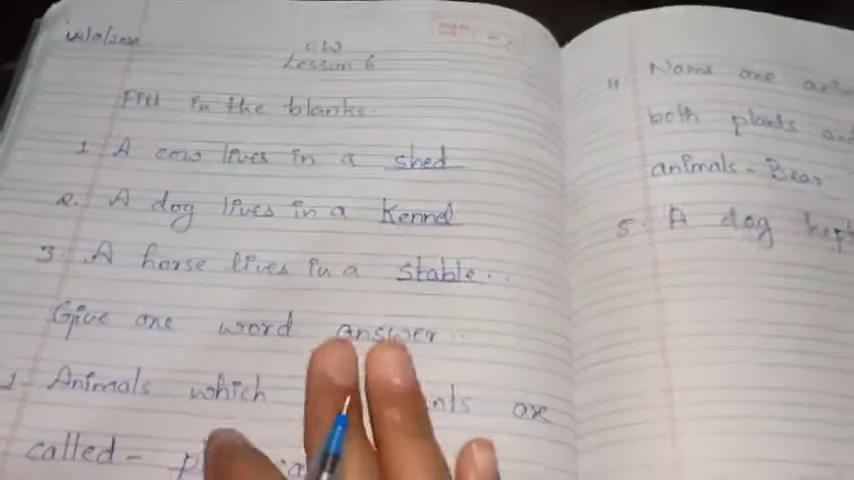 CW
Lesson 6
Fill in the blanks.
1 A cow lives in a shed
2. A dog lives in a Kennel
3. A horse lives in a stable..
Give one word answer..
1- Animals which
are
called -
4 Name one
both plants
animals - Bear
5. A dog kept